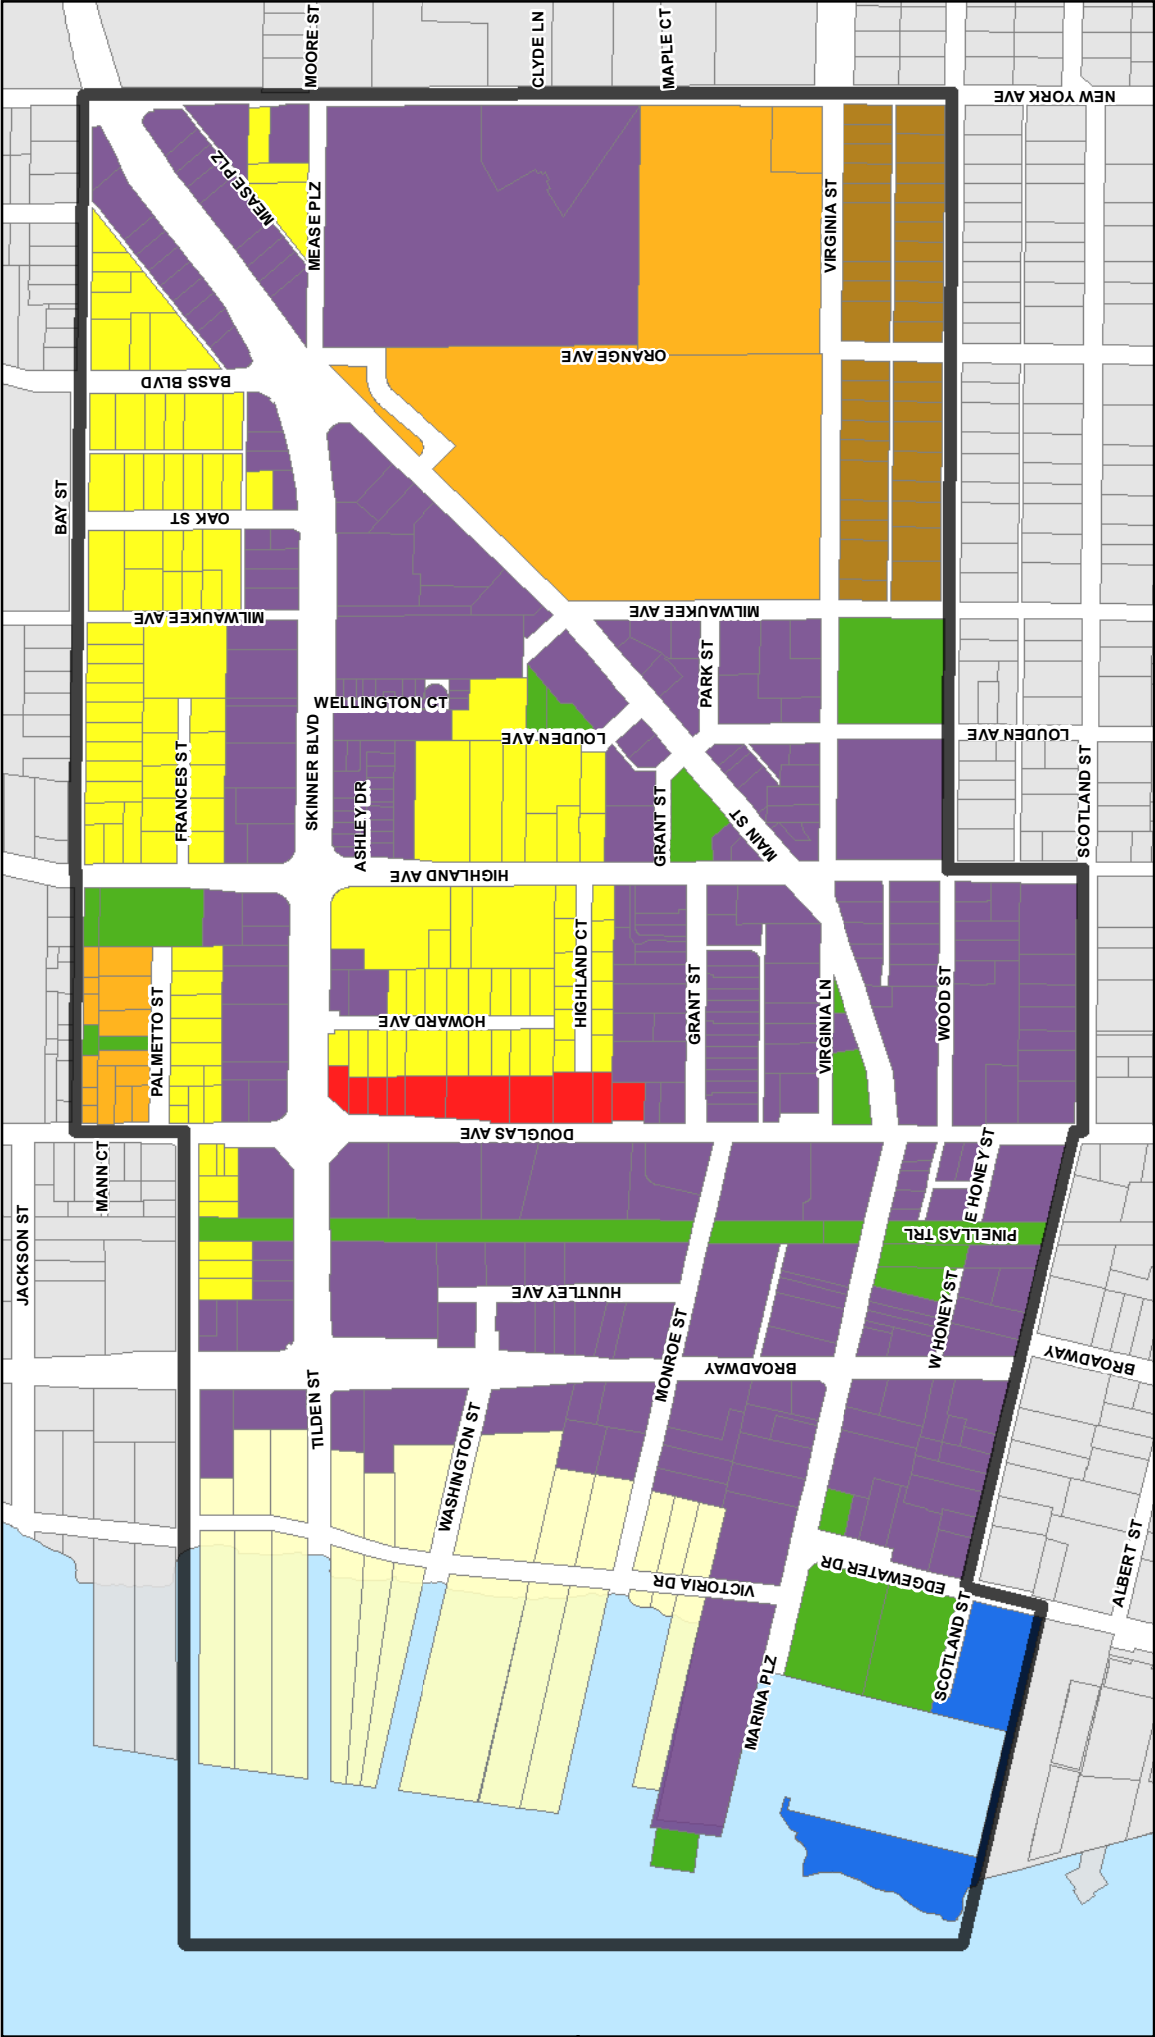 MOORE ST
CLYDE LN
MAPLE CT
NEW YORK AVE
MEASE PLZ
MEASE PLZ
VIRGINIA ST
ORANGE AVE
BASS BLVD
BAY ST
OAK ST
MILWAUKEE AVE
MILWAUKEE AVE
PARK ST
WELLINGTON CT
LOUDEN AVE
LOUDEN AVE
SKINNER BLVD
FRANCES ST
ASHLEY DR
GRANT ST
MAIN ST
SCOTLAND ST
HIGHLAND AVE
HIGHLAND CT
HOWARD AVE
GRANT ST
VIRGINIA LN
WOOD ST
PALMETTO ST
DOUGLAS AVE
MANN CT
E HONEY ST
JACKSON ST
PINELLAS TRL
HUNTLEY AVE
W HONEY ST
MONROE ST
BROADWAY
BROADWAY
TILDEN ST
WASHINGTON ST
VICTORIA DR
EDGEWATER DR
ALBERT ST
SCOTLAND ST
MARINA PLZ